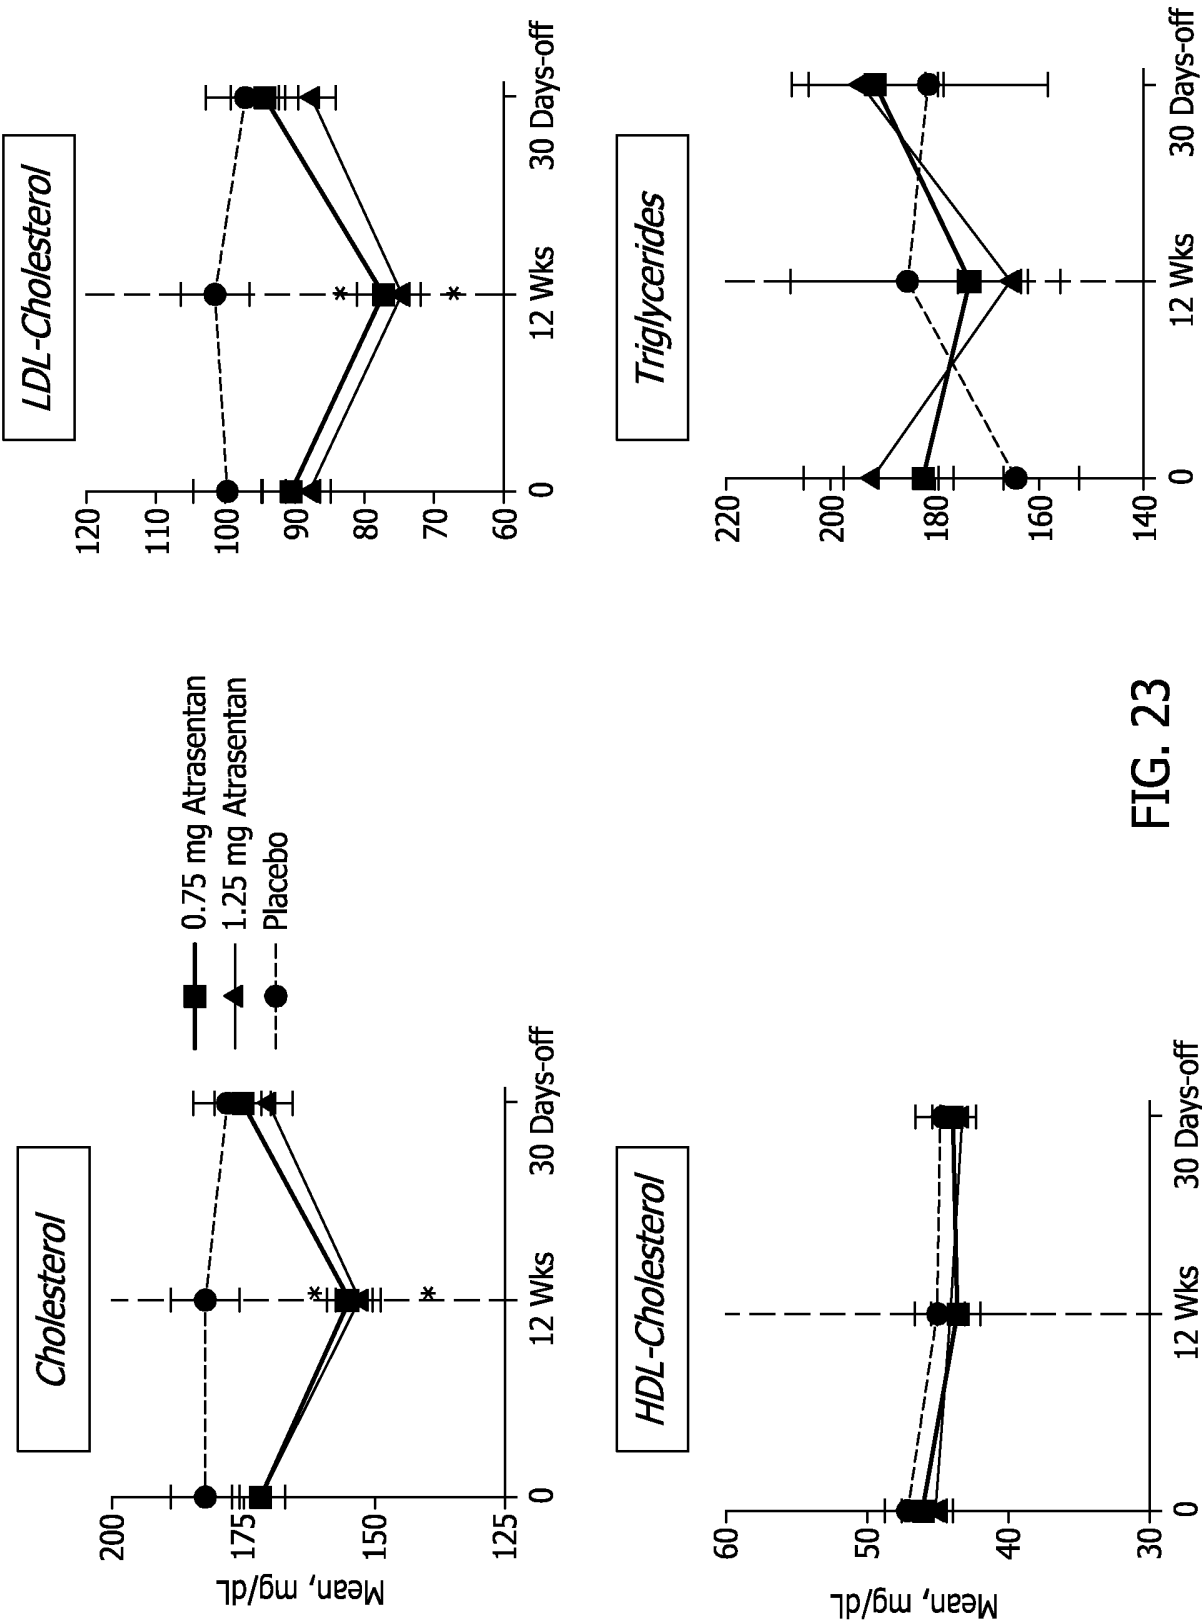 Cholesterol
Mean, mg/dL
200
175
150
125
0
12 Wks
30 Days-off
*
*
0.75 mg Atrasentan
1.25 mg Atrasentan
Placebo
LDL-Cholesterol
120
110
100
90
80
70
60
0
12 Wks
30 Days-off
*
*
HDL-Cholesterol
Mean, mg/dL
60
50
40
30
0
12 Wks
30 Days-off
Triglycerides
220
200
180
160
140
0
12 Wks
30 Days-off
FIG. 23